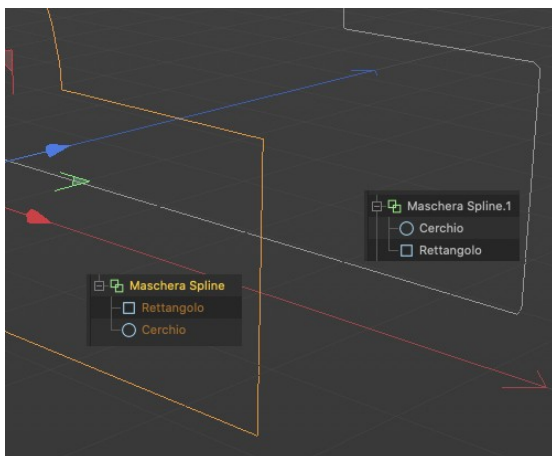 Maschera Spline.1
Cerchio
Rettangolo
Maschera Spline
Rettangolo
Cerchio